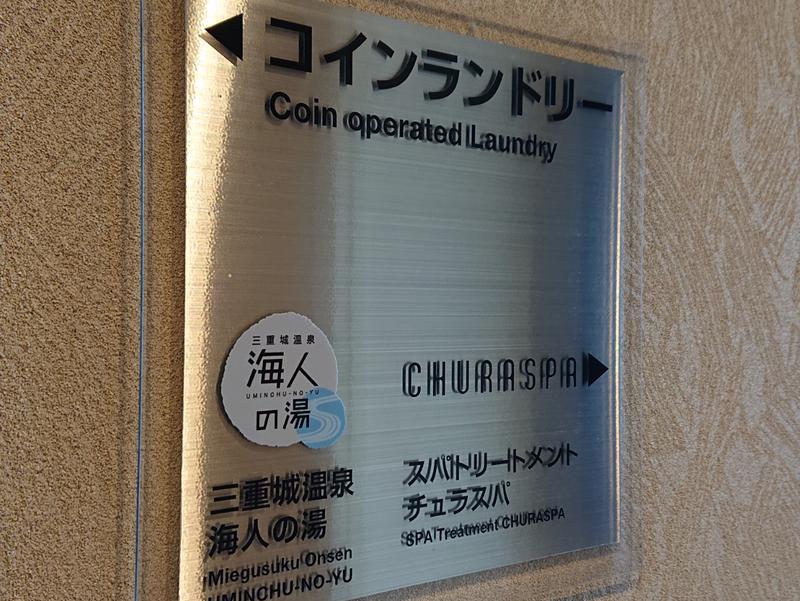 コインランドリー
Coin operated Laundry
三重城温泉
海人
UMINCHU-NO-YU
の湯
CHURASPA
三重城温泉
海人の湯
Miegusuku Onsen
UMINCHU-NO-YU
スパトリートメント
チュラスパ
SPA Treatment CHURASPA